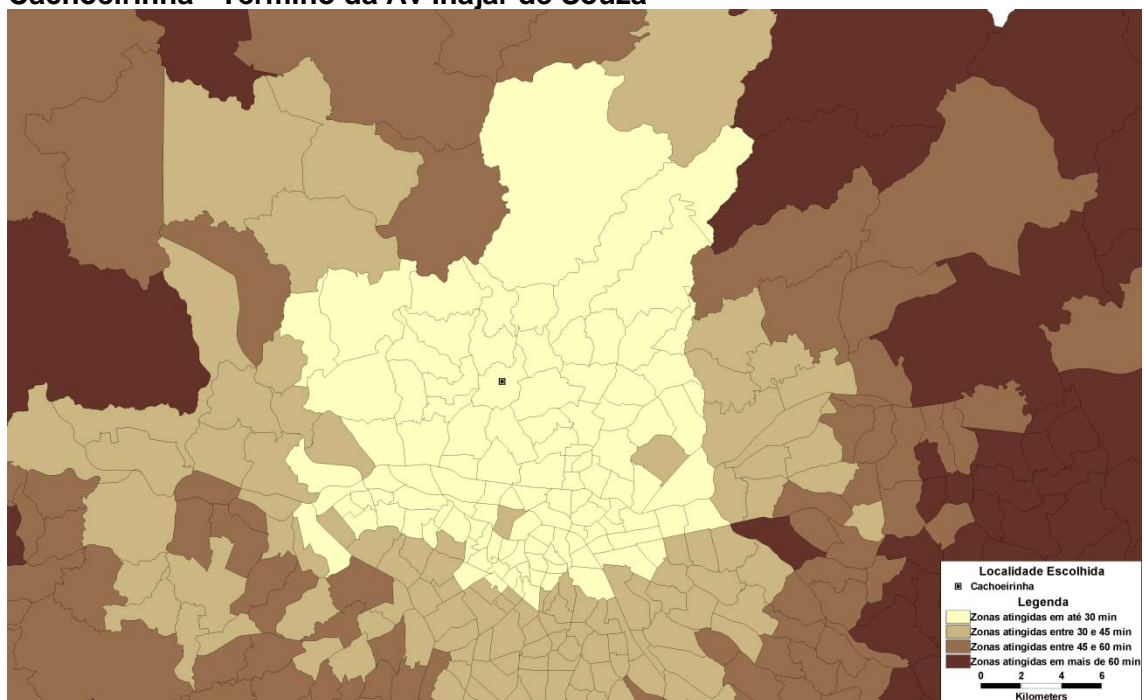 Cachoeirinha - Término da Av Inajar de Souza
Localidade Escolhida
Cachoeirinha
Legenda
Zonas atingidas em até 30 min
Zonas atingidas entre 30 e 45 min
Zonas atingidas entre 45 e 60 min
Zonas atingidas em mais de 60 min
0 2 4 6
Kilometers